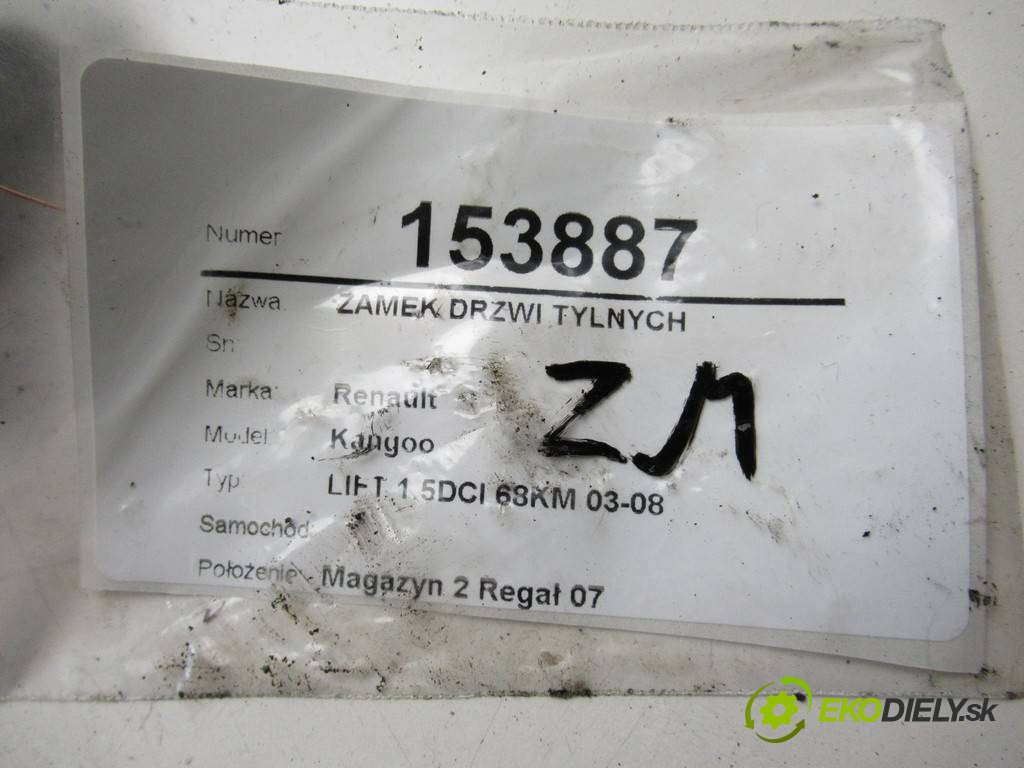 Numer 153887
Nazwa ZAMEK DRZWI TYLNYCH
Sn:
Marka: Renault
Model Kangoo
Typ LIFT 1.5DCI 68KM 03-08
Samochód:
Położenie: Magazyn 2 Regał 07
ZM
EKODIELY.sk